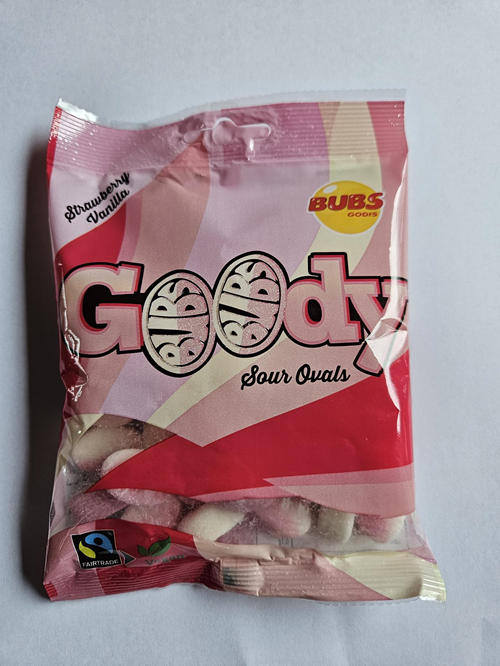 Strawberry
Vanilla
BUBS
GODIS
Goody
BUBS
BUBS
Sour Ovals
FAIRTRADE